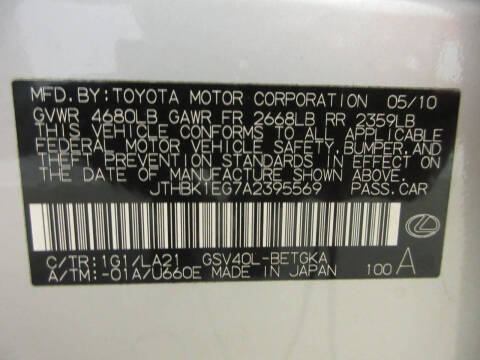 MFD. BY: TOYOTA MOTOR CORPORATION 05/10
GVWR 4680LB GAWR FR 2668LB RR 2359LB
THIS VEHICLE CONFORMS TO ALL APPLICABLE
FEDERAL MOTOR VEHICLE SAFETY, BUMPER, AND
THEFT PREVENTION STANDARDS IN EFFECT ON
THE DATE OF MANUFACTURE SHOWN ABOVE.
JTHBK1EG7A2395569 PASS. CAR
C/TR: 1G1/LA21 GSV40L-BETGKA
A/TM: -01A/U660E MADE IN JAPAN 100 A